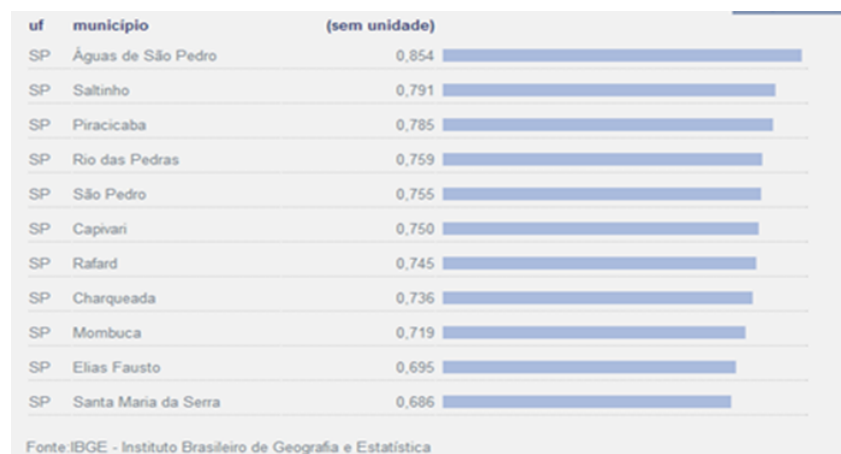 uf município (sem unidade)
SP Águas de São Pedro 0,854
SP Saltinho 0,791
SP Piracicaba 0,785
SP Rio das Pedras 0,759
SP São Pedro 0,755
SP Capivari 0,750
SP Rafard 0,745
SP Charqueada 0,736
SP Mombuca 0,719
SP Elias Fausto 0,695
SP Santa Maria da Serra 0,686
Fonte:IBGE - Instituto Brasileiro de Geografia e Estatística